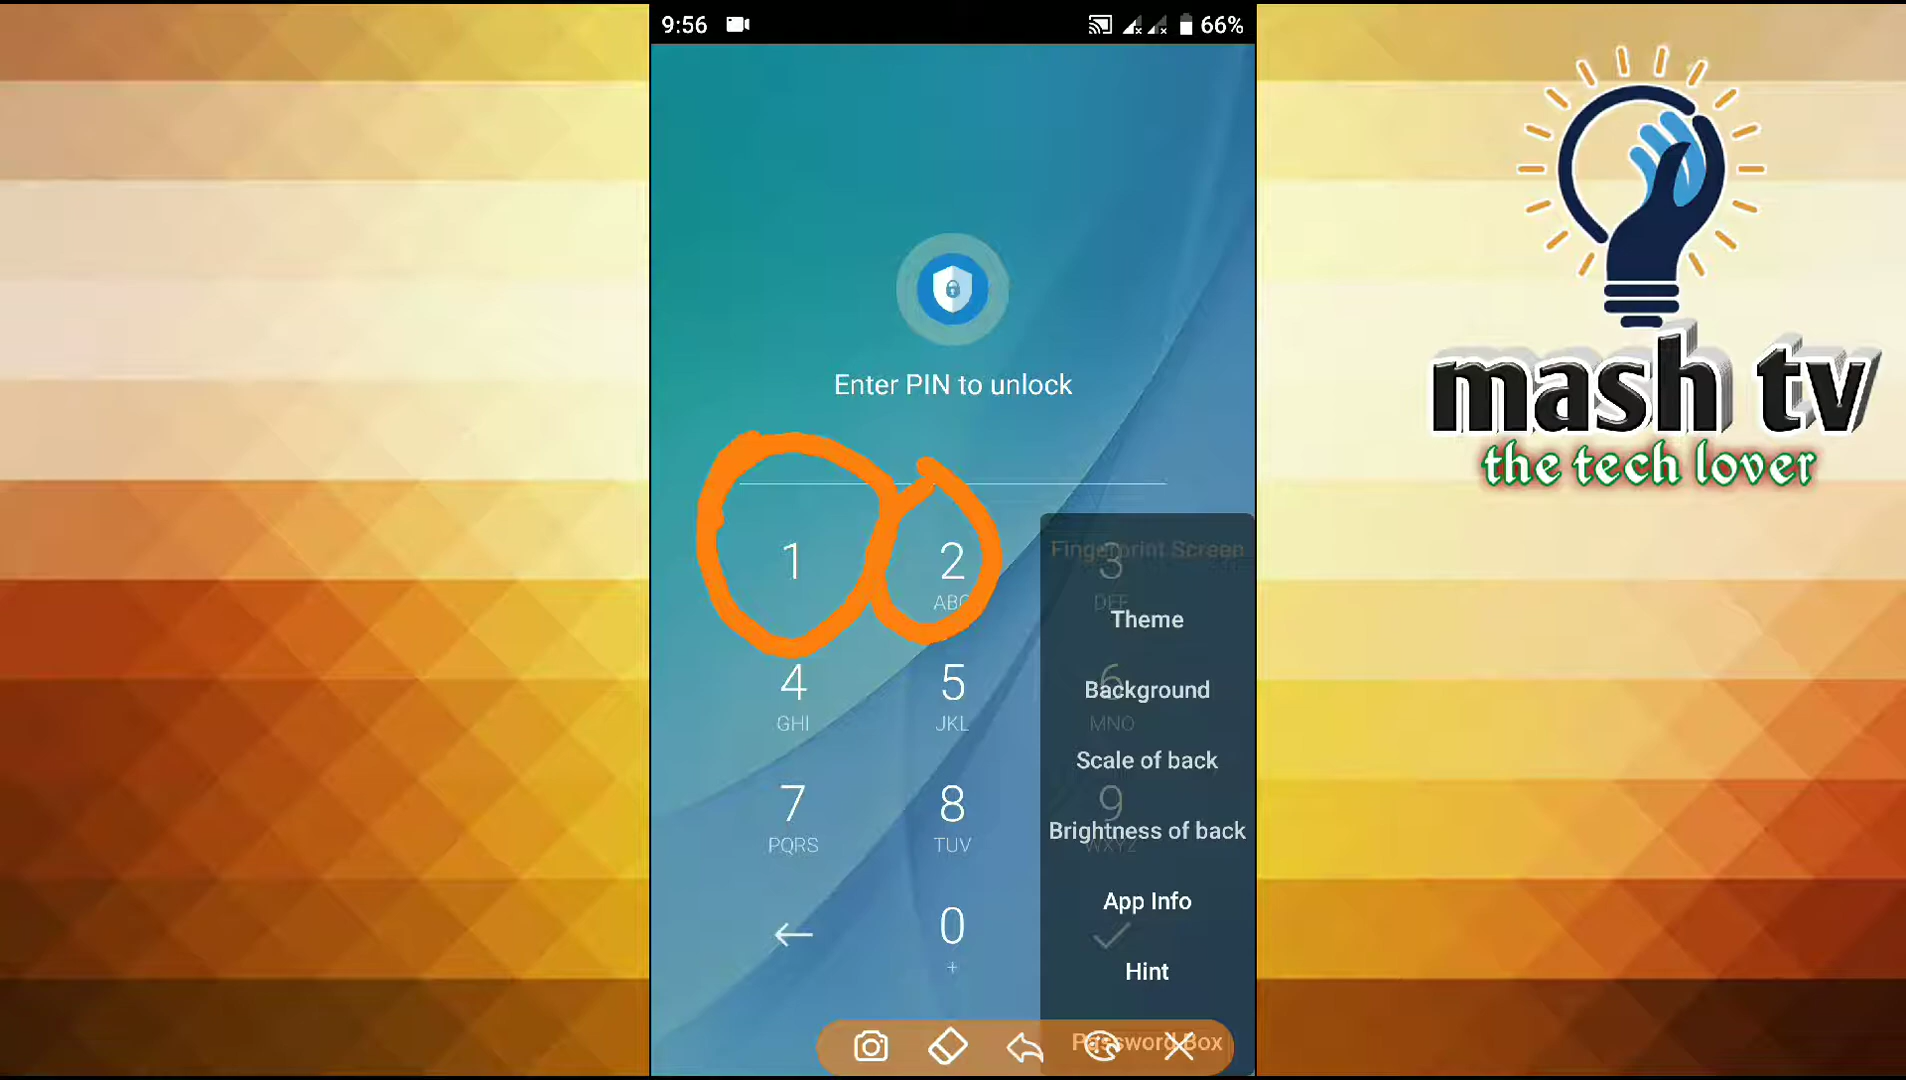 9:56
66%
mash tv
the tech lover
Enter PIN to unlock
1
2
ABC
3
DEF
4
GHI
5
JKL
6
MNO
7
PQRS
8
TUV
9
WXYZ
0
+
Fingerprint Screen
Theme
Background
Scale of back
Brightness of back
App Info
Hint
Password Box